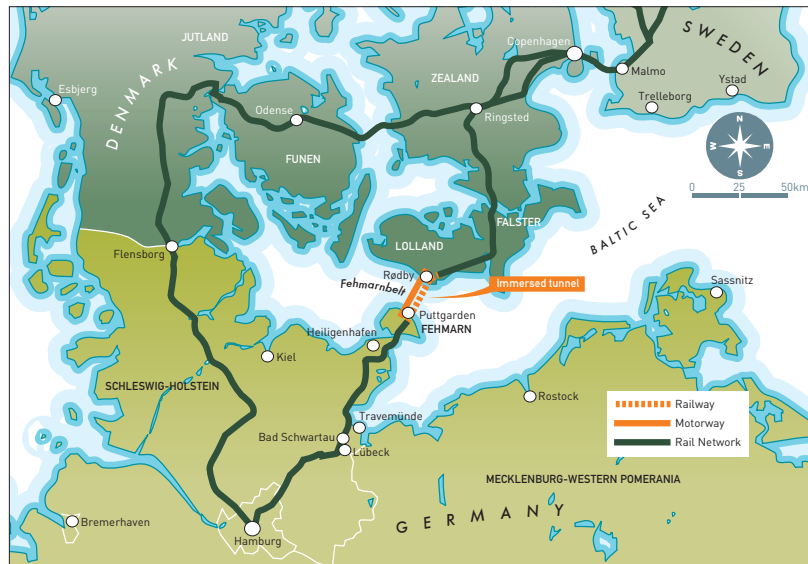 JUTLAND
Copenhagen
SWEDEN
Malmo
ZEALAND
DENMARK
Esbjerg
Ystad
Trelleborg
Odense
Ringsted
N
W E
S
FUNEN
0 25 50km
FALSTER
BALTIC SEA
LOLLAND
Flensborg
Rødby
Fehmarnbelt
Immersed tunnel
Sassnitz
Puttgarden
FEHMARN
Heiligenhafen
Kiel
SCHLESWIG-HOLSTEIN
Rostock
Railway
Motorway
Rail Network
Travemünde
Bad Schwartau
Lübeck
MECKLENBURG-WESTERN POMERANIA
GERMANY
Bremerhaven
Hamburg